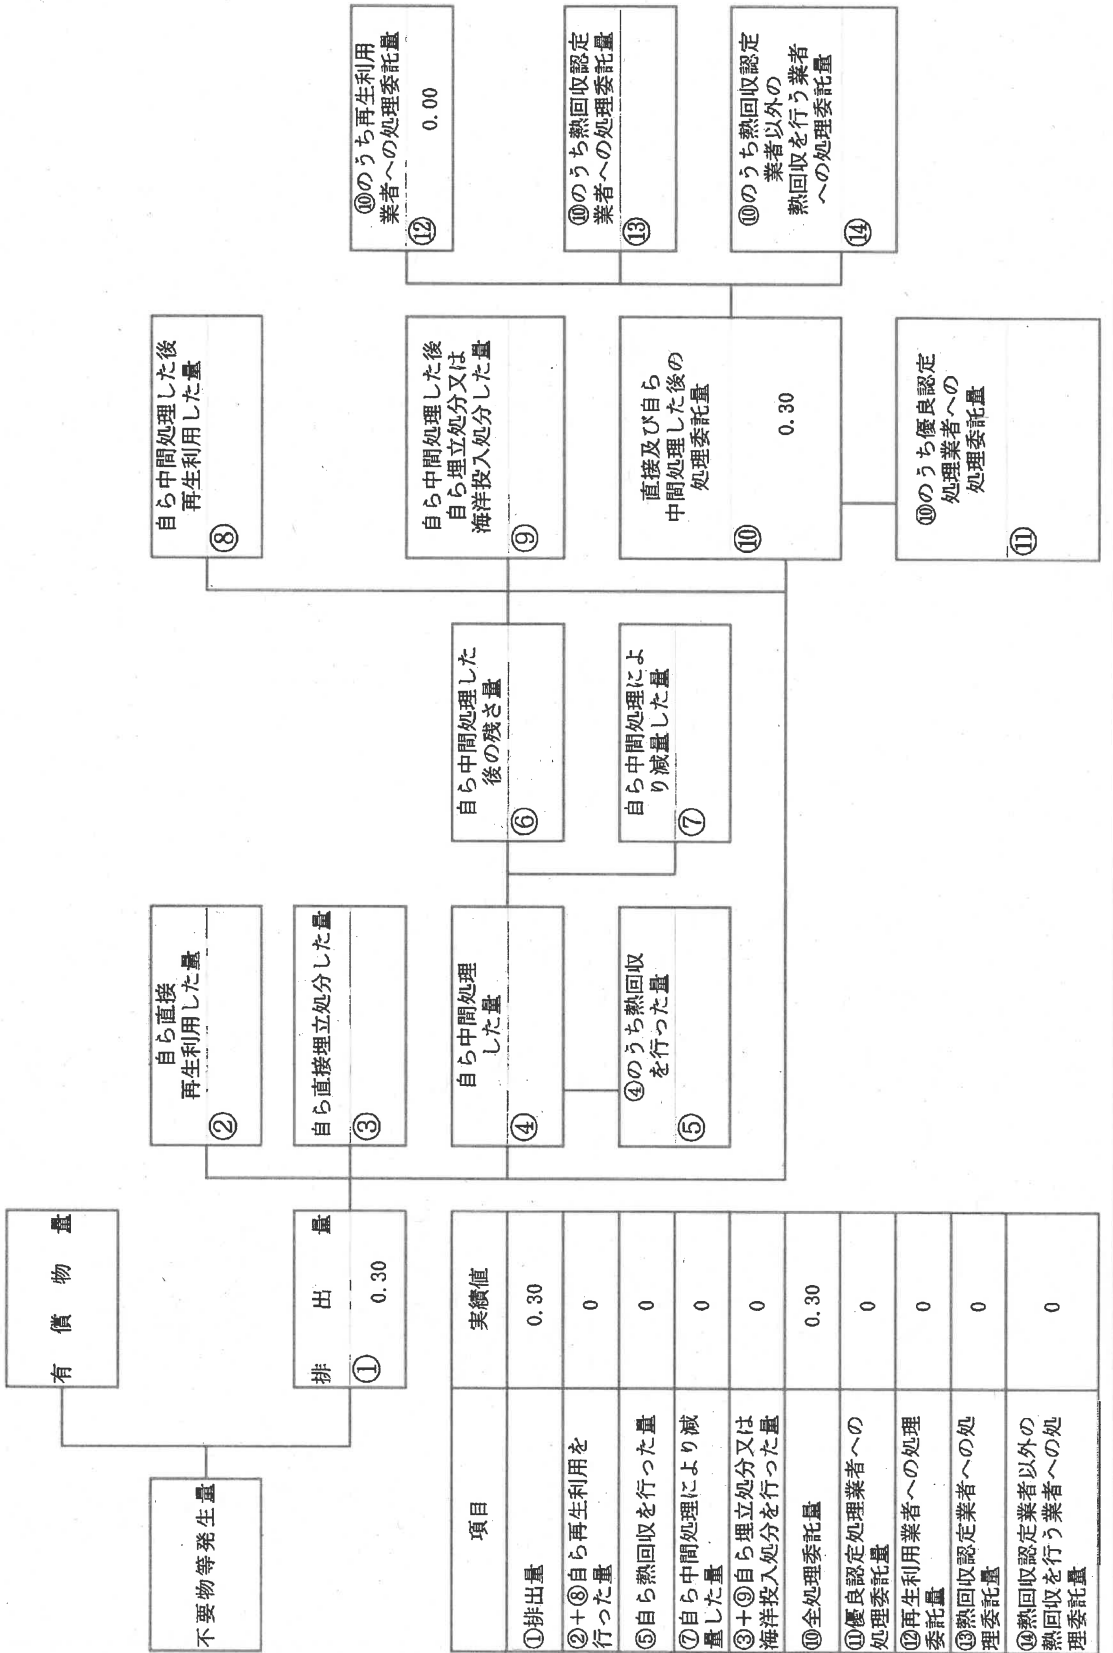 不要物等発生量
有償物量
排出量
①
0.30
自ら直接
再生利用した量
②
自ら直接埋立処分した量
③
自ら中間処理
した量
④
④のうち熱回収
を行った量
⑤
自ら中間処理した
後の残さ量
⑥
自ら中間処理によ
り減量した量
⑦
自ら中間処理した後
再生利用した量
⑧
自ら中間処理した後
自ら埋立処分又は
海洋投入処分した量
⑨
直接及び自ら
中間処理した後の
処理委託量
⑩
0.30
⑩のうち優良認定
処理業者への
処理委託量
⑪
⑩のうち再生利用
業者への処理委託量
⑫
0.00
⑩のうち熱回収認定
業者への処理委託量
⑬
⑩のうち熱回収認定
業者以外の
熱回収を行う業者
への処理委託量
⑭
項目 実績値
①排出量 0.30
②+⑧自ら再生利用を
行った量 0
⑤自ら熱回収を行った量 0
⑦自ら中間処理により減
量した量 0
③+⑨自ら埋立処分又は
海洋投入処分を行った量 0
⑩全処理委託量 0.30
⑪優良認定処理業者への
処理委託量 0
⑫再生利用業者への処理
委託量 0
⑬熱回収認定業者への処
理委託量 0
⑭熱回収認定業者以外の
熱回収を行う業者への処
理委託量 0